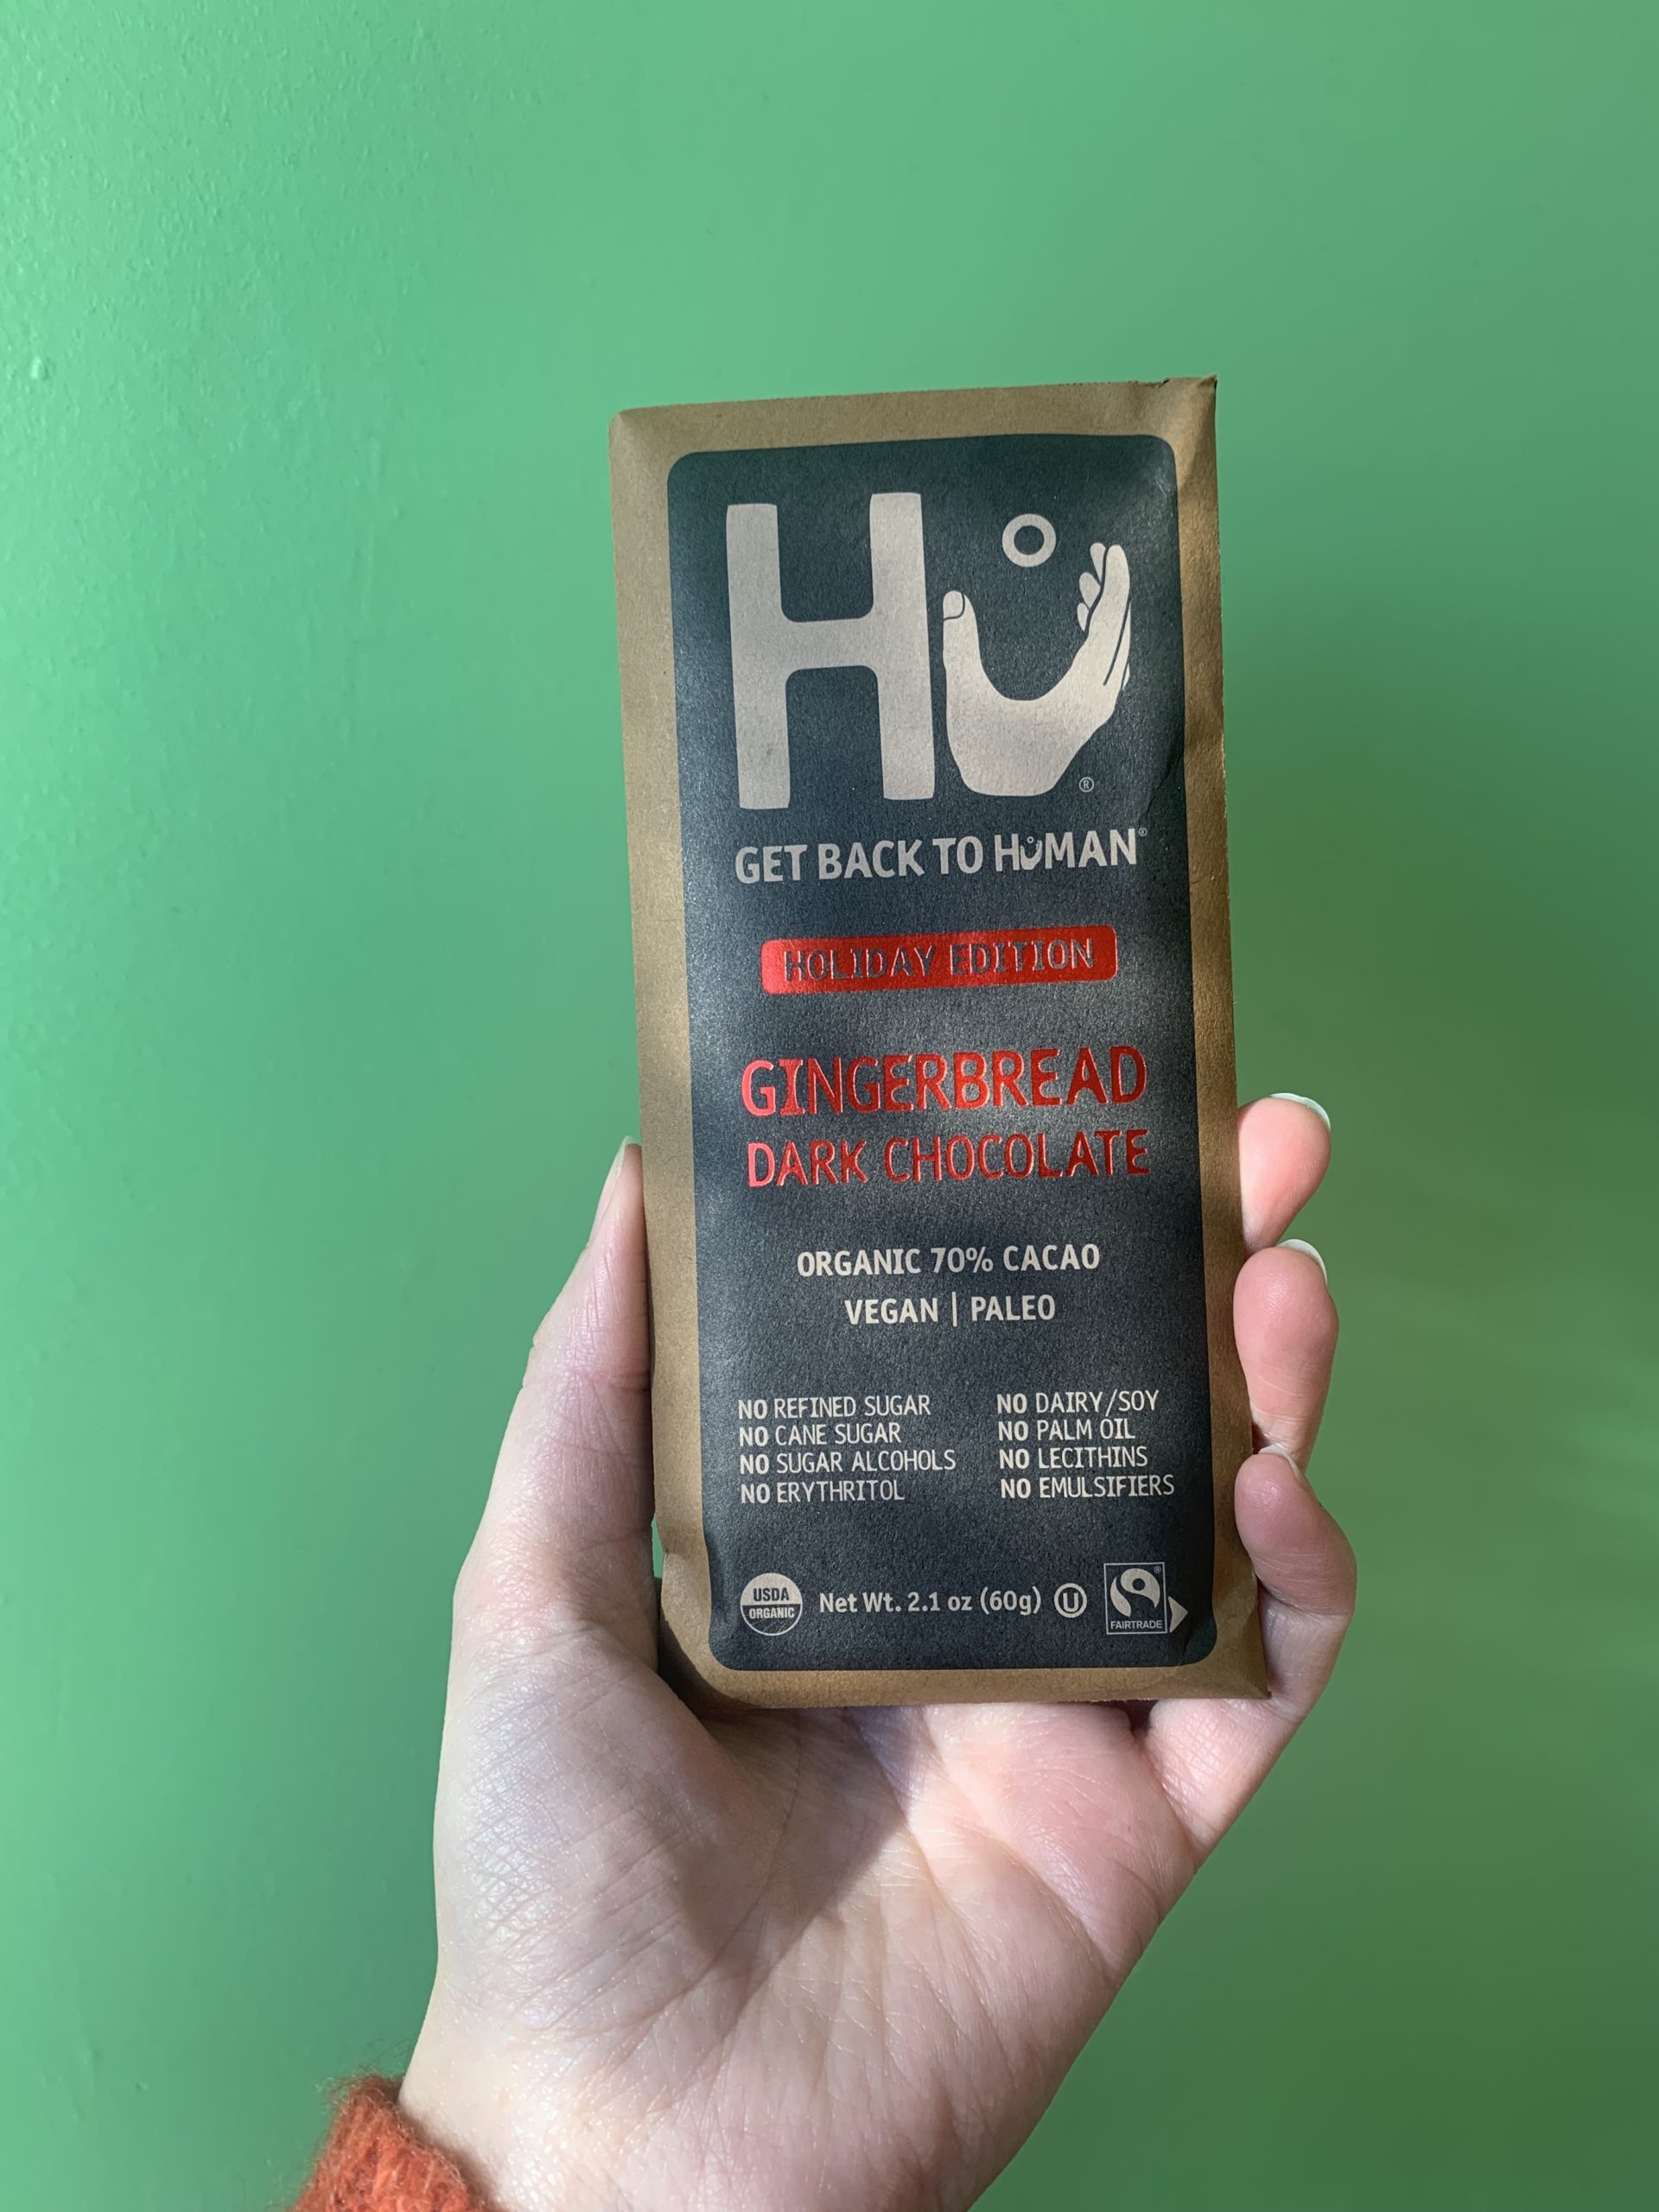 Hu
®
GET BACK TO HuMAN®
HOLIDAY EDITION
GINGERBREAD
DARK CHOCOLATE
ORGANIC 70% CACAO
VEGAN | PALEO
NO REFINED SUGAR
NO CANE SUGAR
NO SUGAR ALCOHOLS
NO ERYTHRITOL
NO DAIRY/SOY
NO PALM OIL
NO LECITHINS
NO EMULSIFIERS
USDA
ORGANIC
Net Wt. 2.1 oz (60g)
U
®
FAIRTRADE